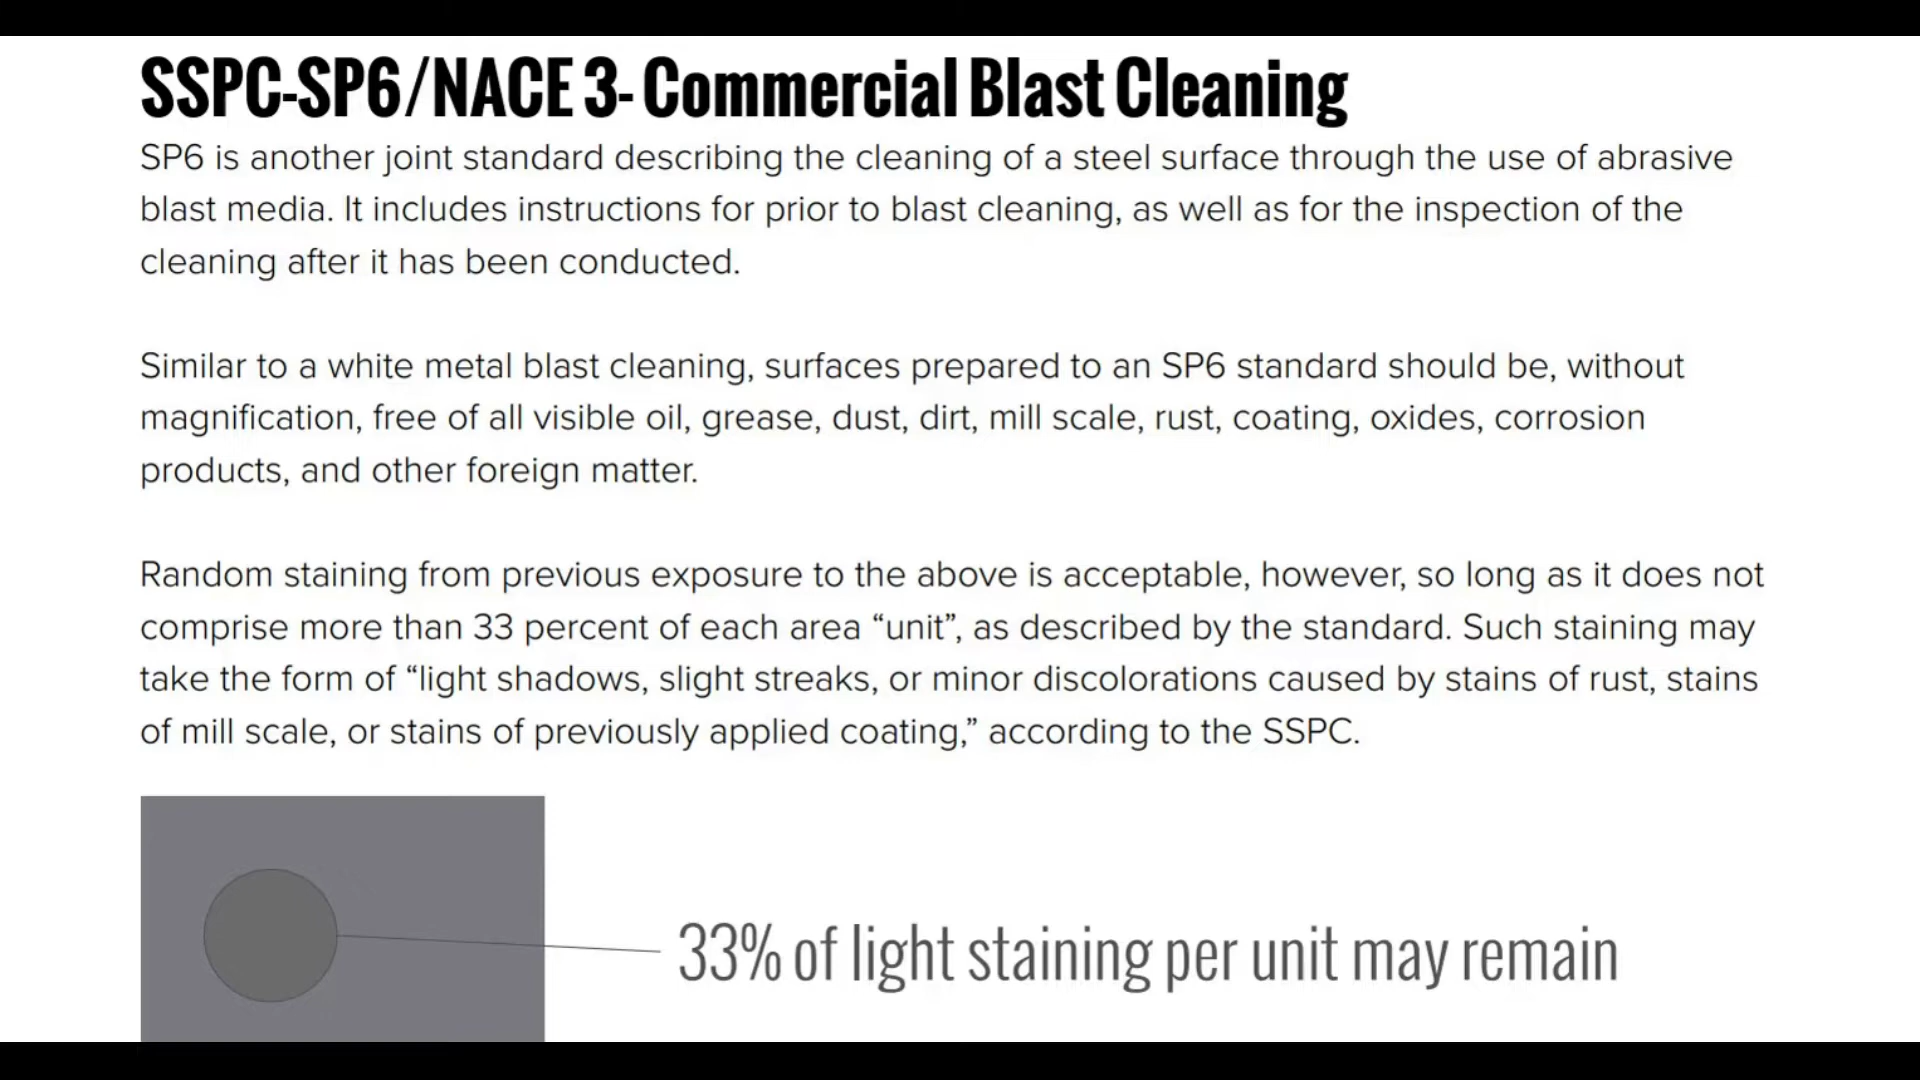 SSPC-SP6/NACE 3- Commercial Blast Cleaning
SP6 is another joint standard describing the cleaning of a steel surface through the use of abrasive
blast media. It includes instructions for prior to blast cleaning, as well as for the inspection of the
cleaning after it has been conducted.
Similar to a white metal blast cleaning, surfaces prepared to an SP6 standard should be, without
magnification, free of all visible oil, grease, dust, dirt, mill scale, rust, coating, oxides, corrosion
products, and other foreign matter.
Random staining from previous exposure to the above is acceptable, however, so long as it does not
comprise more than 33 percent of each area “unit”, as described by the standard. Such staining may
take the form of “light shadows, slight streaks, or minor discolorations caused by stains of rust, stains
of mill scale, or stains of previously applied coating,” according to the SSPC.
33% of light staining per unit may remain